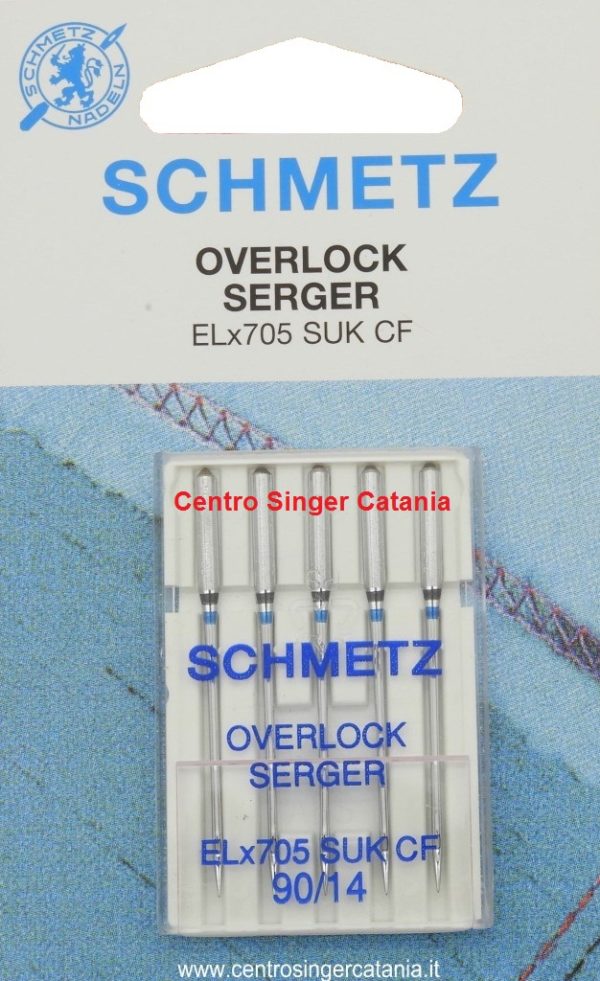 SCHMETZ
NADELN
SCHMETZ
OVERLOCK
SERGER
ELx705 SUK CF
Centro Singer Catania
SCHMETZ
OVERLOCK
SERGER
ELx705 SUK CF
90/14
www.centrosingercatania.it